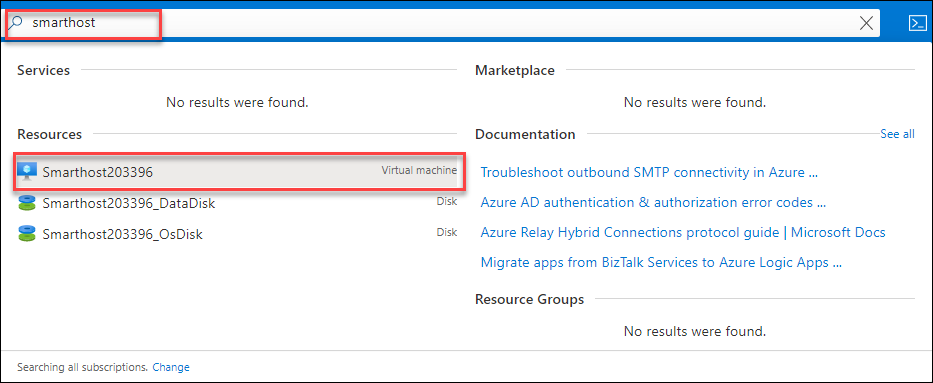 smarthost
Services
No results were found.
Resources
Smarthost203396 Virtual machine
Smarthost203396_DataDisk Disk
Smarthost203396_OsDisk Disk
Marketplace
No results were found.
Documentation See all
Troubleshoot outbound SMTP connectivity in Azure ...
Azure AD authentication & authorization error codes ...
Azure Relay Hybrid Connections protocol guide | Microsoft Docs
Migrate apps from BizTalk Services to Azure Logic Apps ...
Resource Groups
No results were found.
Searching all subscriptions. Change